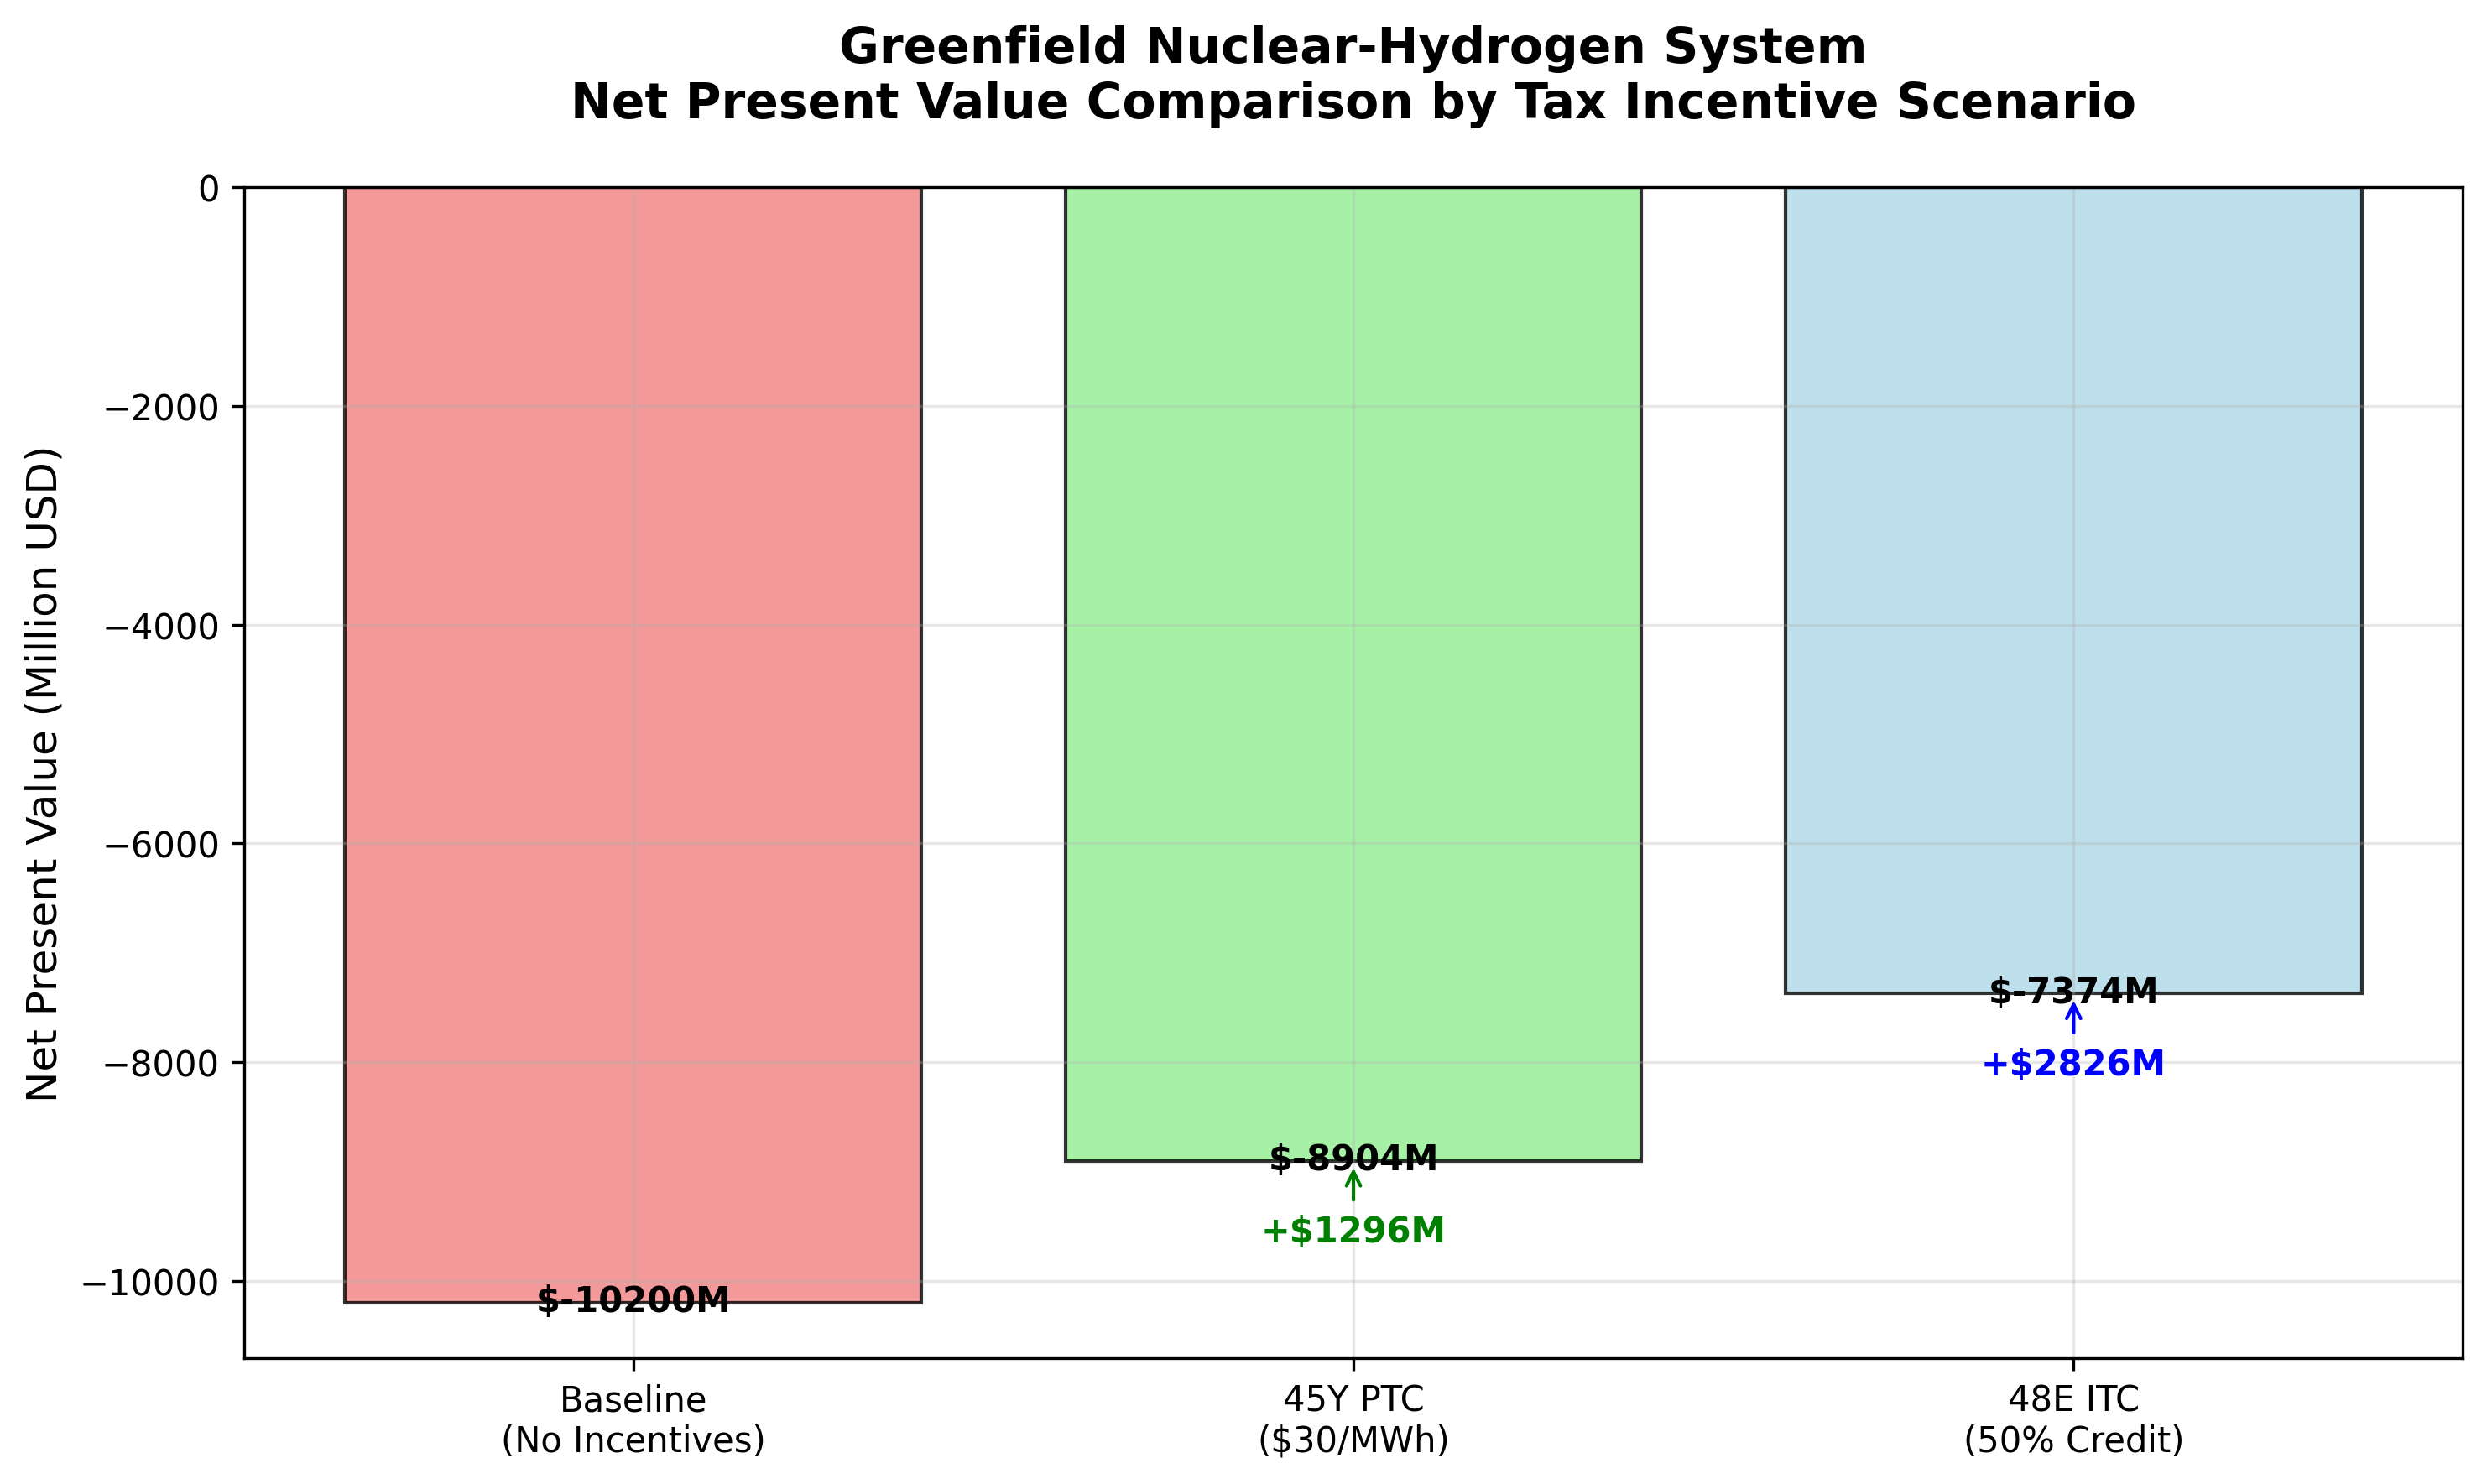 Greenfield Nuclear-Hydrogen System
Net Present Value Comparison by Tax Incentive Scenario
Net Present Value (Million USD)
0
−2000
−4000
−6000
−8000
−10000
$-10200M
$-8904M
+$1296M
$-7374M
+$2826M
Baseline
(No Incentives)
45Y PTC
($30/MWh)
48E ITC
(50% Credit)